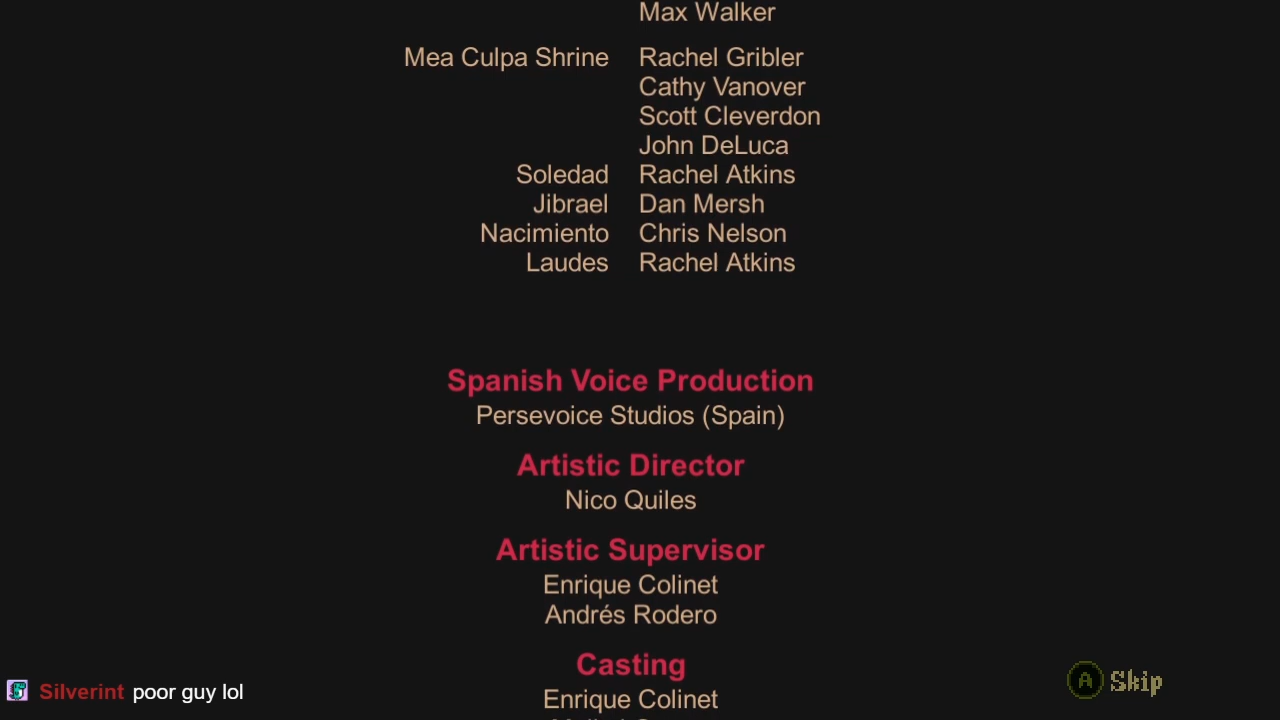 Max Walker
Mea Culpa Shrine Rachel Gribler
Cathy Vanover
Scott Cleverdon
John DeLuca
Soledad Rachel Atkins
Jibrael Dan Mersh
Nacimiento Chris Nelson
Laudes Rachel Atkins
Spanish Voice Production
Persevoice Studios (Spain)
Artistic Director
Nico Quiles
Artistic Supervisor
Enrique Colinet
Andrés Rodero
Casting
Enrique Colinet
Silverint poor guy lol
A Skip